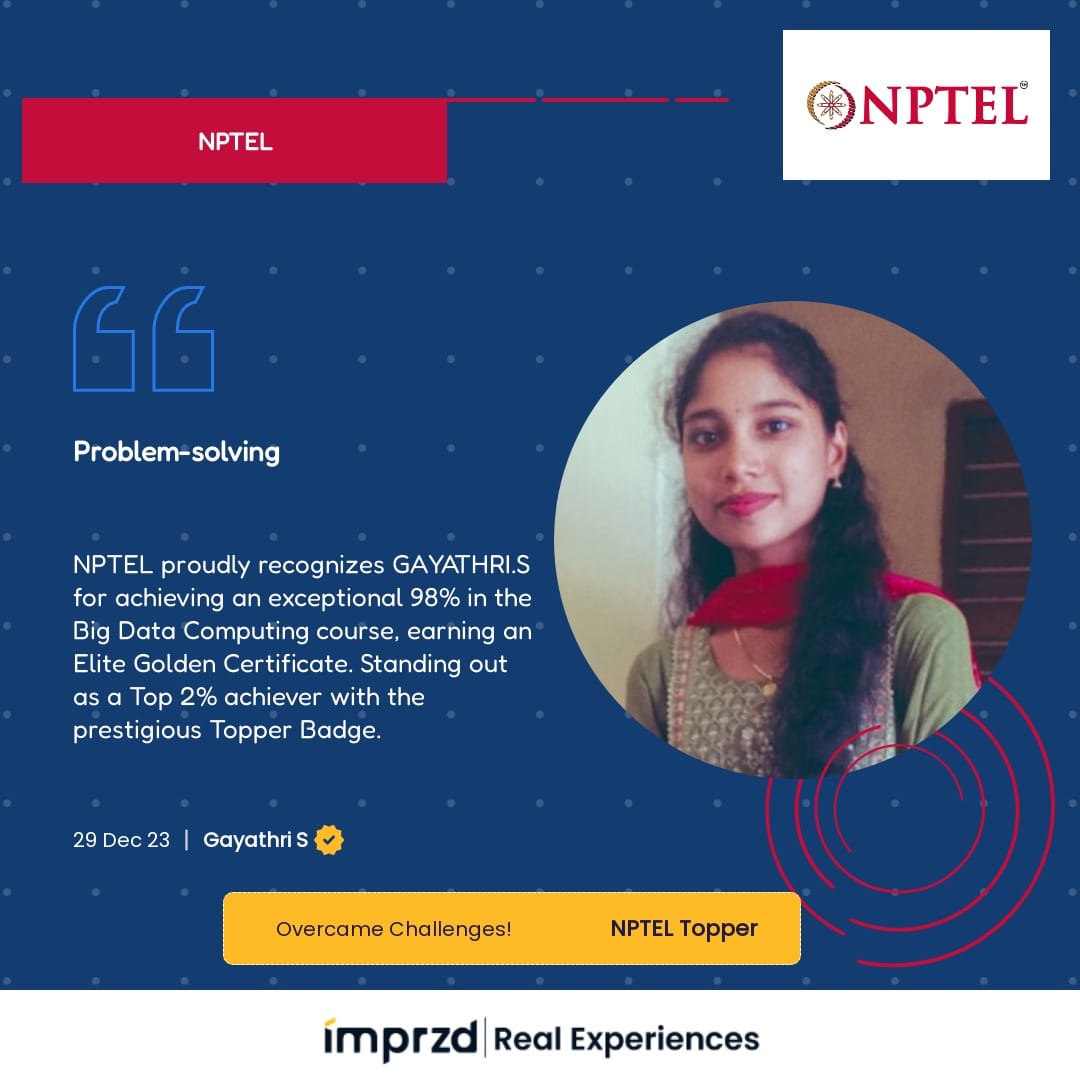 NPTEL
NPTEL
Problem-solving
NPTEL proudly recognizes GAYATHRI.S
for achieving an exceptional 98% in the
Big Data Computing course, earning an
Elite Golden Certificate. Standing out
as a Top 2% achiever with the
prestigious Topper Badge.
29 Dec 23 | Gayathri S
Overcame Challenges! NPTEL Topper
imprzd | Real Experiences